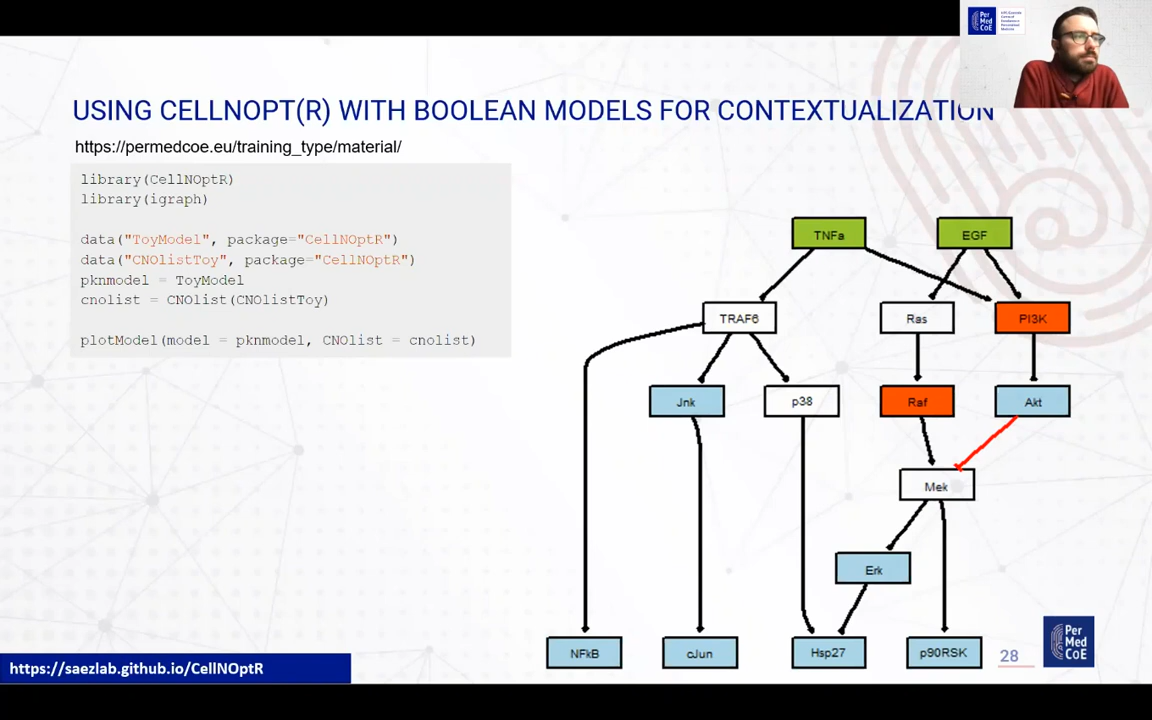 Per
Med
CoE
USING CELLNOPT(R) WITH BOOLEAN MODELS FOR CONTEXTUALIZATION
https://permedcoe.eu/training_type/material/
library(CellNOptR)
library(igraph)
data("ToyModel", package="CellNOptR")
data("CNOlistToy", package="CellNOptR")
pknmodel = ToyModel
cnolist = CNOlist(CNOlistToy)
plotModel(model = pknmodel, CNOlist = cnolist)
TNFa
EGF
TRAF6
Ras
PI3K
Jnk
p38
Raf
Akt
Mek
Erk
NFkB
cJun
Hsp27
p90RSK
28
Per
Med
CoE
https://saezlab.github.io/CellNOptR